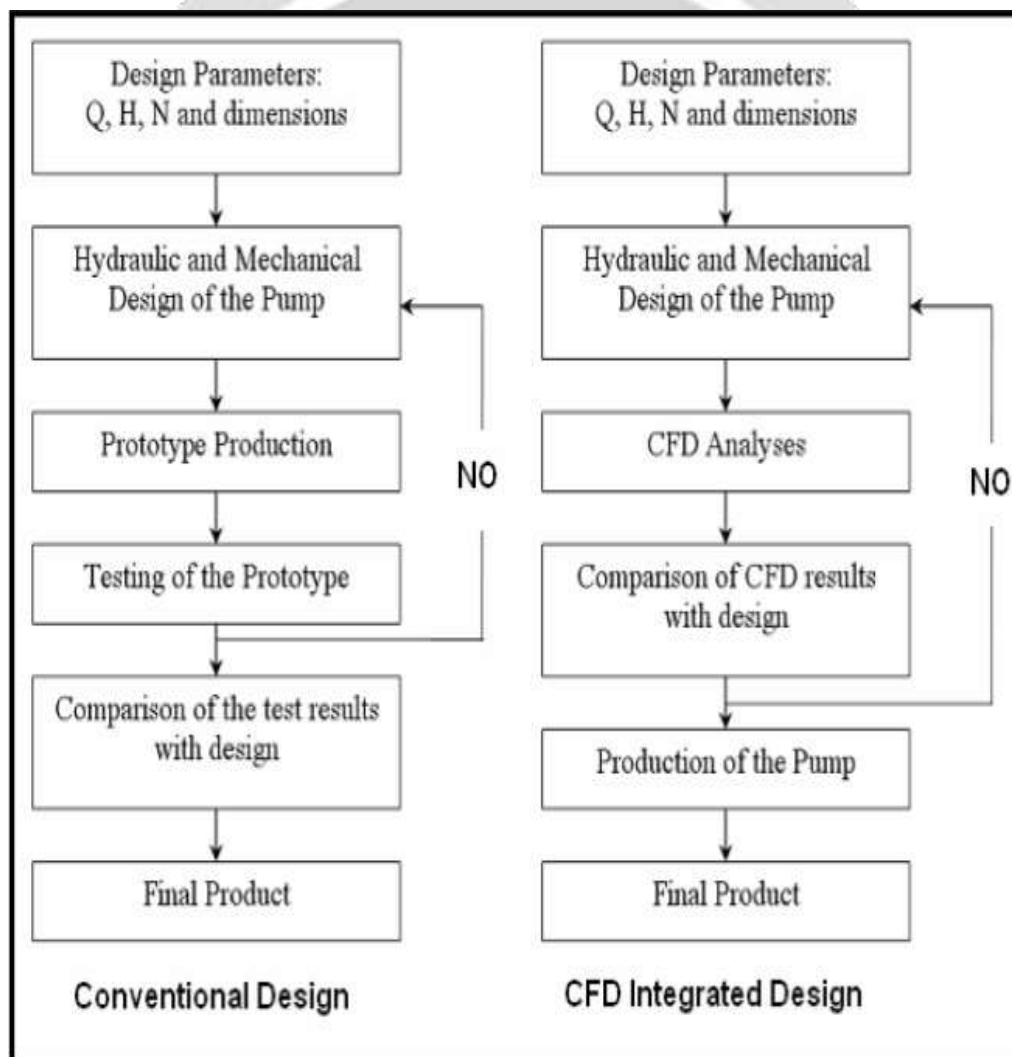 Design Parameters:
Q, H, N and dimensions
Hydraulic and Mechanical
Design of the Pump
Prototype Production
NO
Testing of the Prototype
Comparison of the test results
with design
Final Product
Conventional Design
Design Parameters:
Q, H, N and dimensions
Hydraulic and Mechanical
Design of the Pump
CFD Analyses
NO
Comparison of CFD results
with design
Production of the Pump
Final Product
CFD Integrated Design